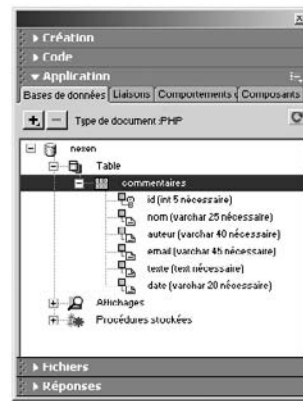 Création
Code
Application
Bases de données Liaisons Comportements Composants
Type de document :PHP
nexen
Table
commentaires
id (int 5 nécessaire)
nom (varchar 25 nécessaire)
auteur (varchar 40 nécessaire)
email (varchar 45 nécessaire)
texte (text nécessaire)
date (varchar 20 nécessaire)
Affichages
Procédures stockées
Fichiers
Réponses